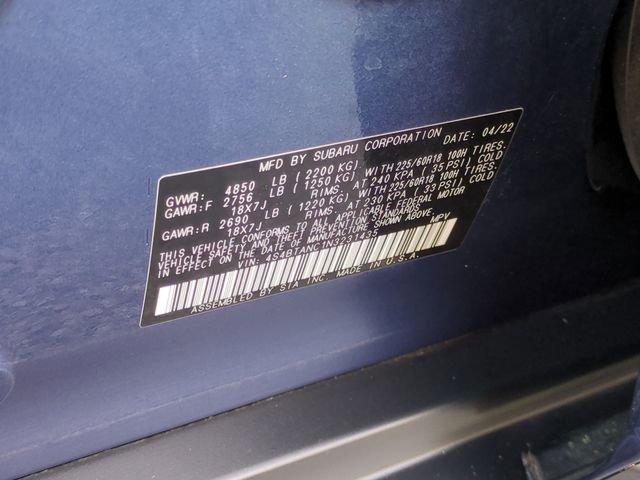 MFD BY SUBARU CORPORATION DATE: 04/22
GVWR: 4850 LB (2200 KG)
GAWR:F 2756 LB (1250 KG) WITH 225/60R18 100H TIRES.
18X7J RIMS. AT 240 KPA (35 PSI) COLD
GAWR:R 2690 LB (1220 KG) WITH 225/60R18 100H TIRES.
18X7J RIMS. AT 230 KPA (33 PSI) COLD
THIS VEHICLE CONFORMS TO ALL APPLICABLE FEDERAL MOTOR
VEHICLE SAFETY AND THEFT PREVENTION STANDARDS
IN EFFECT ON THE DATE OF MANUFACTURE SHOWN ABOVE.
VIN: 4S4BTANC1N3231435 MPV
ASSEMBLED BY SIA INC. MADE IN U.S.A.